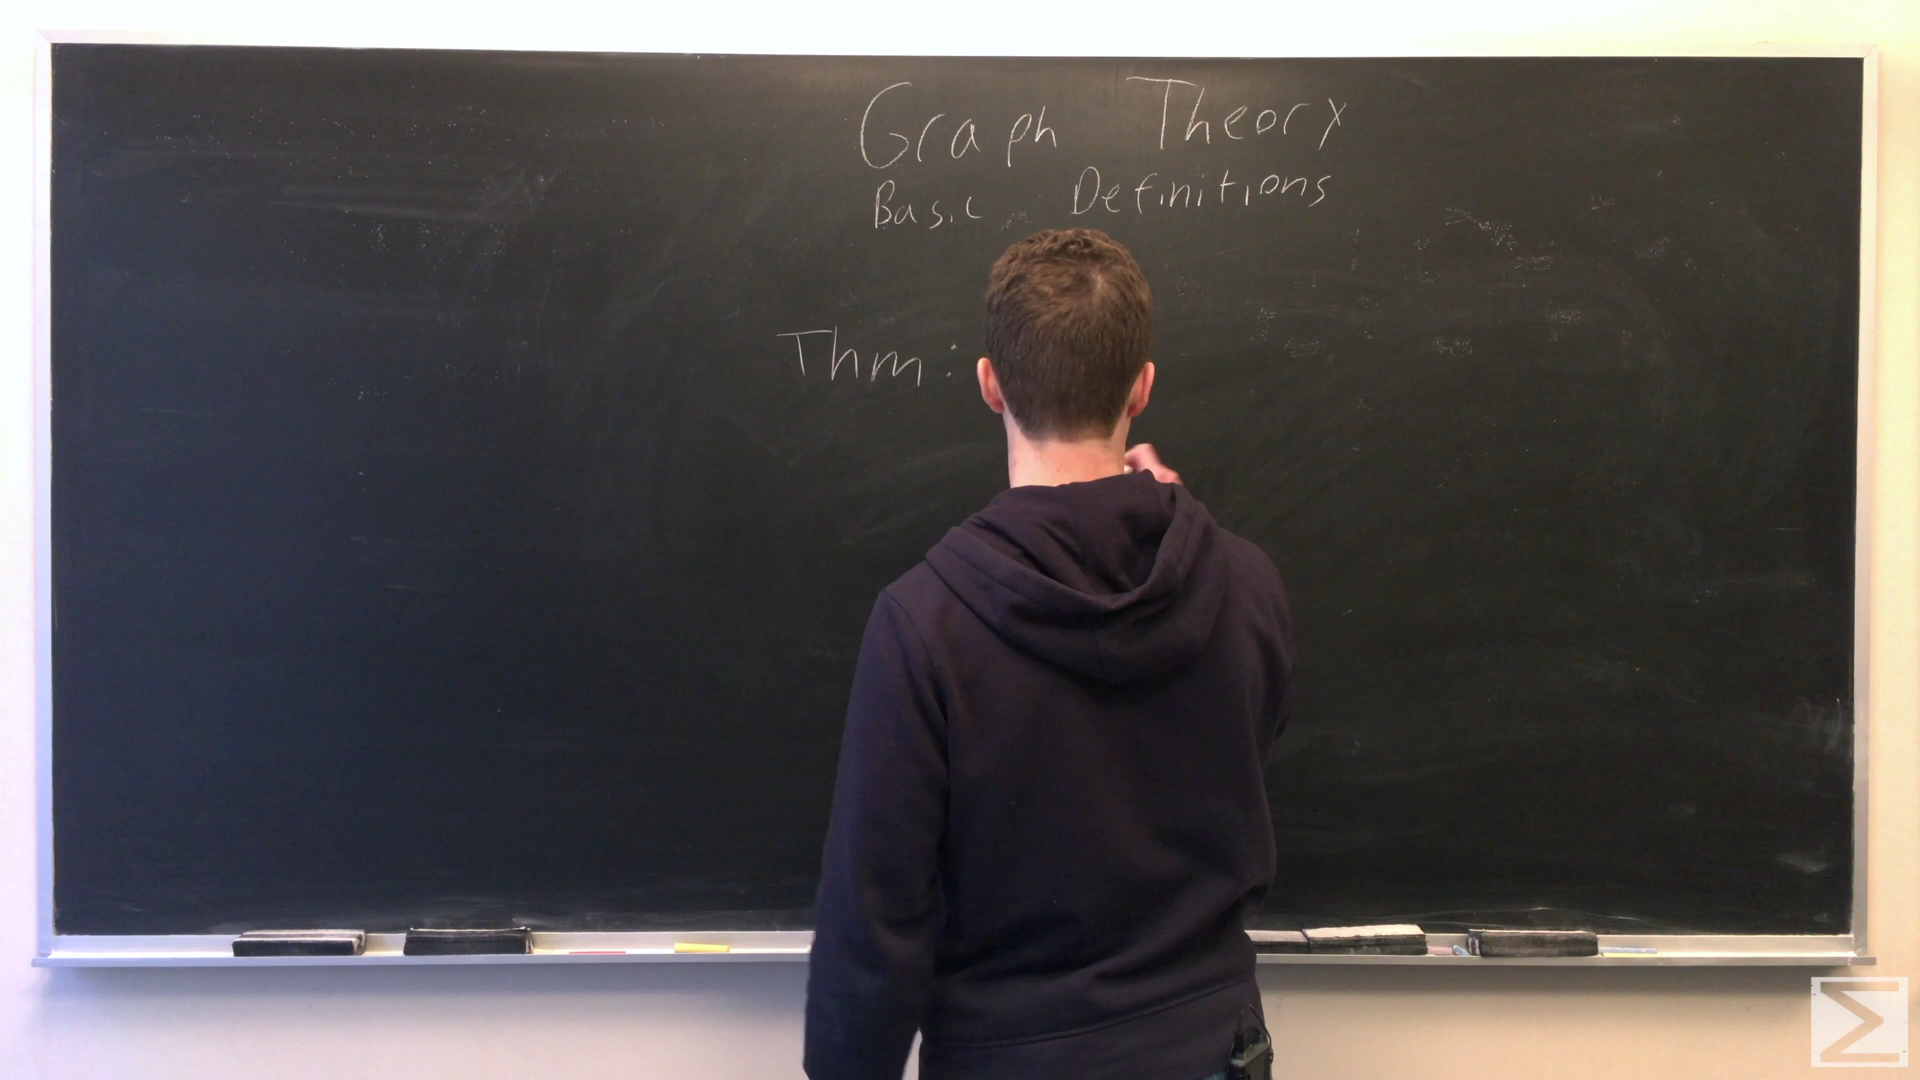 Graph Theory
Basic Definitions
Thm:
Σ